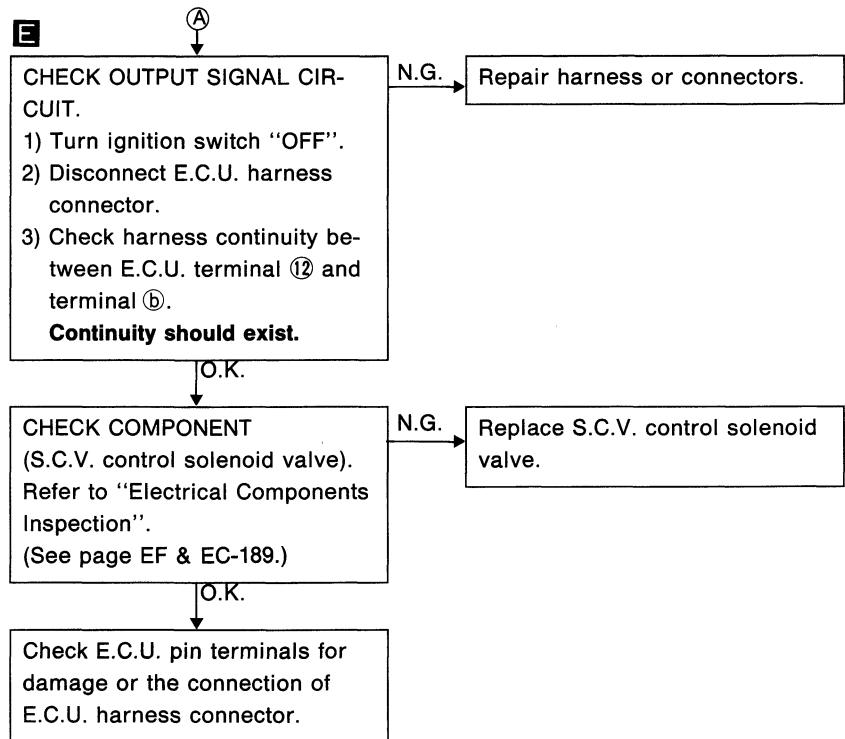 Ⓐ
E
CHECK OUTPUT SIGNAL CIR-
CUIT.
1) Turn ignition switch ''OFF''.
2) Disconnect E.C.U. harness
connector.
3) Check harness continuity be-
tween E.C.U. terminal ⑫ and
terminal ⓑ.
Continuity should exist.
N.G.
Repair harness or connectors.
O.K.
CHECK COMPONENT
(S.C.V. control solenoid valve).
Refer to ''Electrical Components
Inspection''.
(See page EF & EC-189.)
N.G.
Replace S.C.V. control solenoid
valve.
O.K.
Check E.C.U. pin terminals for
damage or the connection of
E.C.U. harness connector.